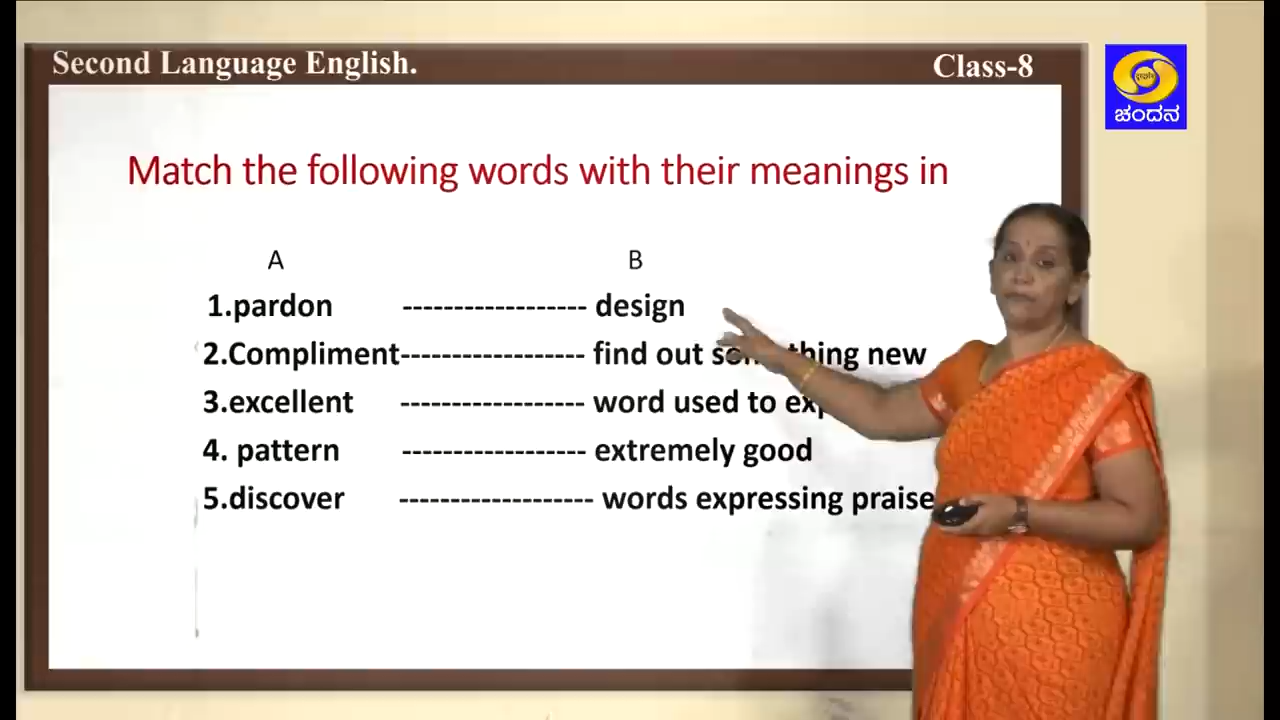 Second Language English.
Class-8
ಚಂದನ
Match the following words with their meanings in
A B
1.pardon ------------------ design
2.Compliment------------------ find out something new
3.excellent ------------------ word used to
4. pattern ------------------ extremely good
5.discover ------------------- words expressing praise